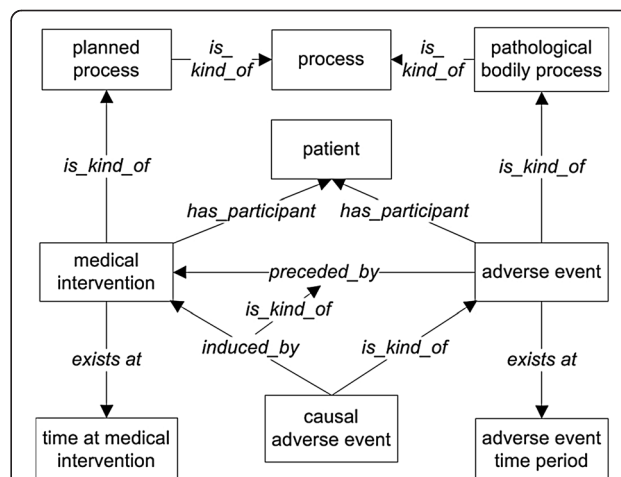 planned
process
is_
kind_of
process
is_
kind_of
pathological
bodily process
is_kind_of
patient
is_kind_of
has_participant
has_participant
medical
intervention
preceded_by
adverse event
is_kind_of
induced_by
is_kind_of
exists at
exists at
causal
adverse event
time at medical
intervention
adverse event
time period